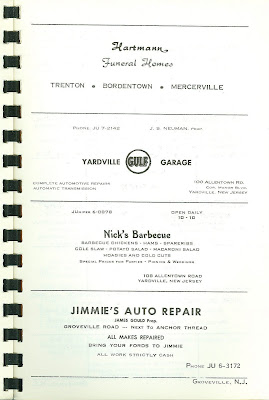 Hartmann
Funeral Homes
TRENTON • BORDENTOWN • MERCERVILLE
PHONE JU 7-2142 J. S. NEUMAN, PROP.
YARDVILLE GULF GARAGE
COMPLETE AUTOMOTIVE REPAIRS
AUTOMATIC TRANSMISSION
100 ALLENTOWN RD.
YARDVILLE, NEW JERSEY
JUNIPER 6-0878 OPEN DAILY
10 - 10
Nick's Barbecue
BARBECUE CHICKENS - HAMS - SPARERIBS
COLE SLAW - POTATO SALAD - MACARONI SALAD
HOAGIES AND COLD CUTS
SPECIAL PRICES FOR PARTIES - PICNICS & WEDDINGS
108 ALLENTOWN ROAD
YARDVILLE, NEW JERSEY
JIMMIE'S AUTO REPAIR
JAMES GOULD Prop.
GROVEVILLE ROAD — NEXT TO ANCHOR THREAD
ALL MAKES REPAIRED
BRING YOUR FORDS TO JIMMIE
ALL WORK STRICTLY CASH
PHONE JU 6-3172
GROVEVILLE, N.J.